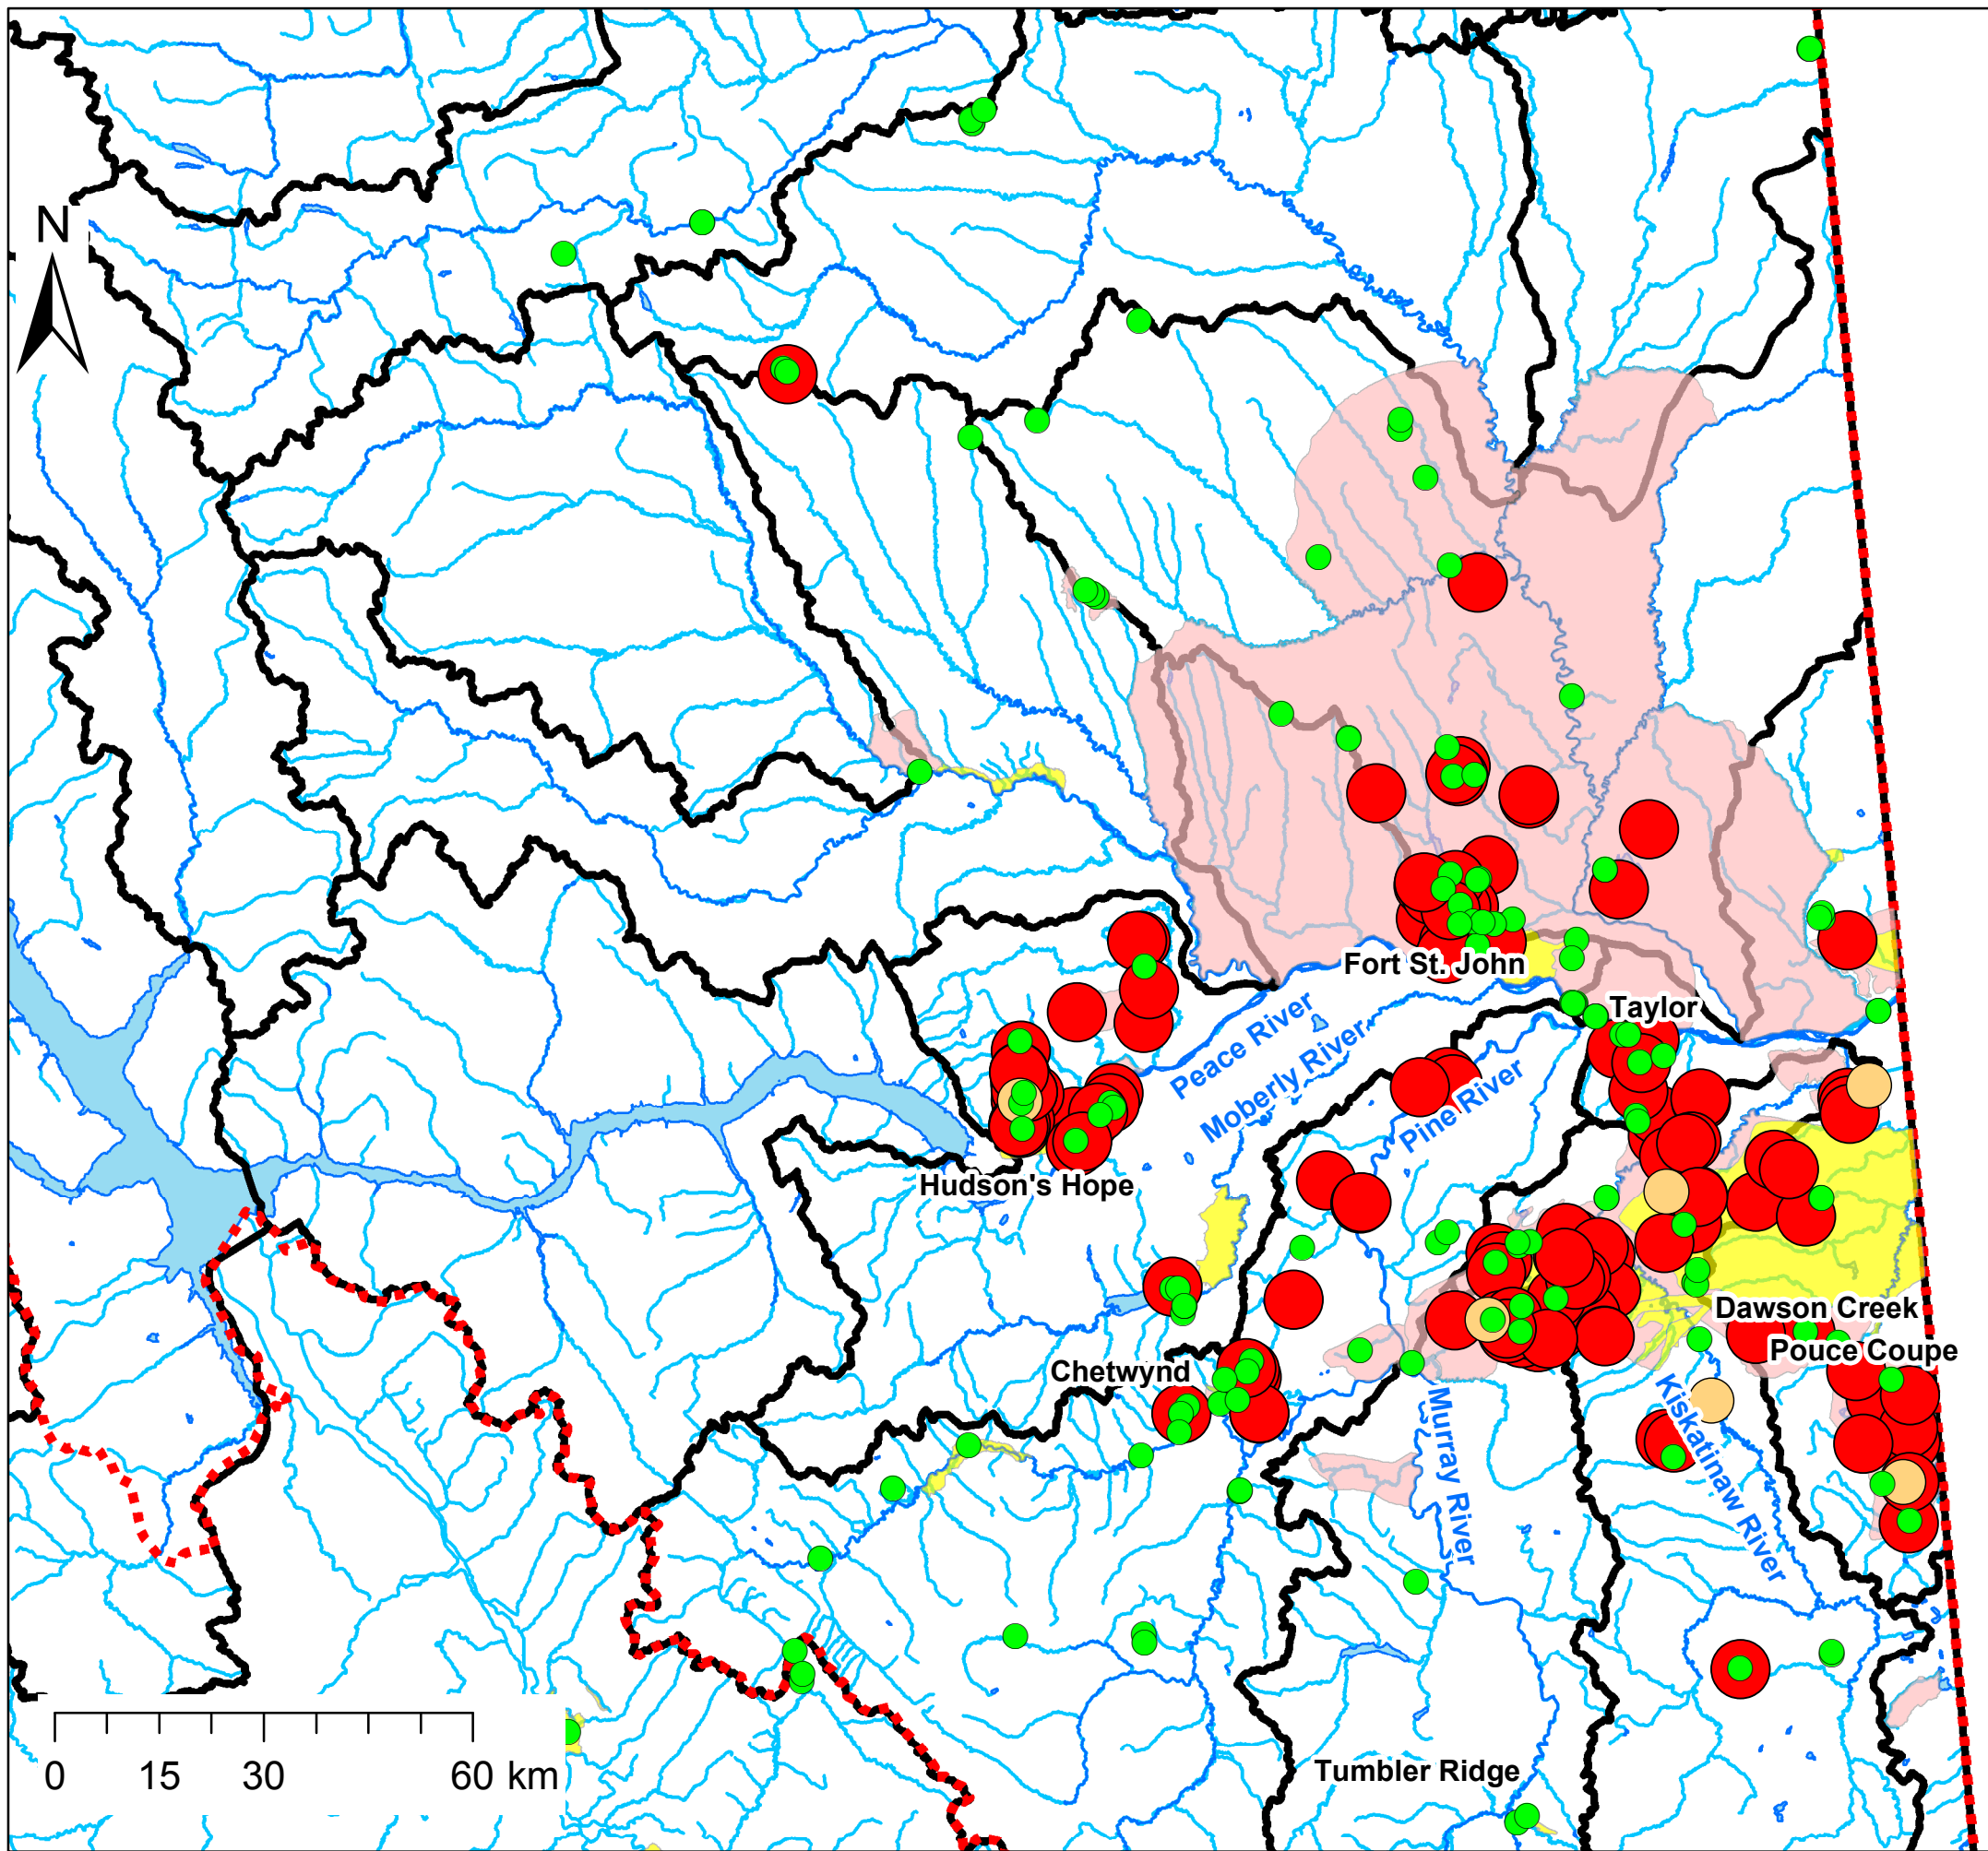 N
Fort St. John
Taylor
Peace River
Moberly River
Pine River
Hudson's Hope
Dawson Creek
Pouce Coupe
Chetwynd
Murray River
Kiskatinaw River
Tumbler Ridge
0 15 30 60 km